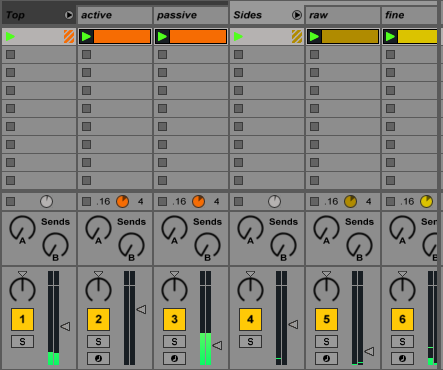 Top active passive Sides raw fine
.16 4 .16 4 .16 4 .16
Sends Sends Sends Sends Sends Sends
A A A A A A
B B B B B B
1 2 3 4 5 6
S S S S S S